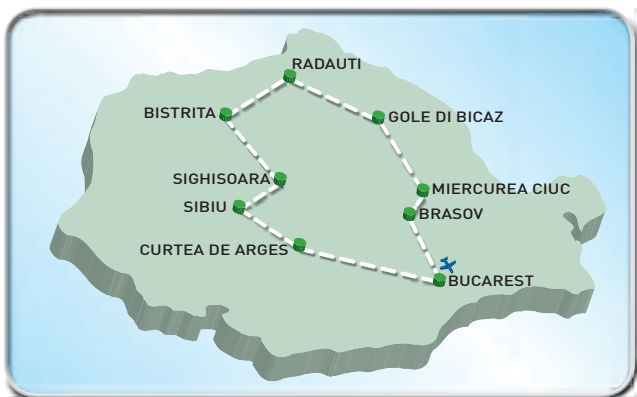 RADAUTI
BISTRITA
GOLE DI BICAZ
SIGHISOARA
MIERCUREA CIUC
SIBIU
BRASOV
CURTEA DE ARGES
BUCAREST